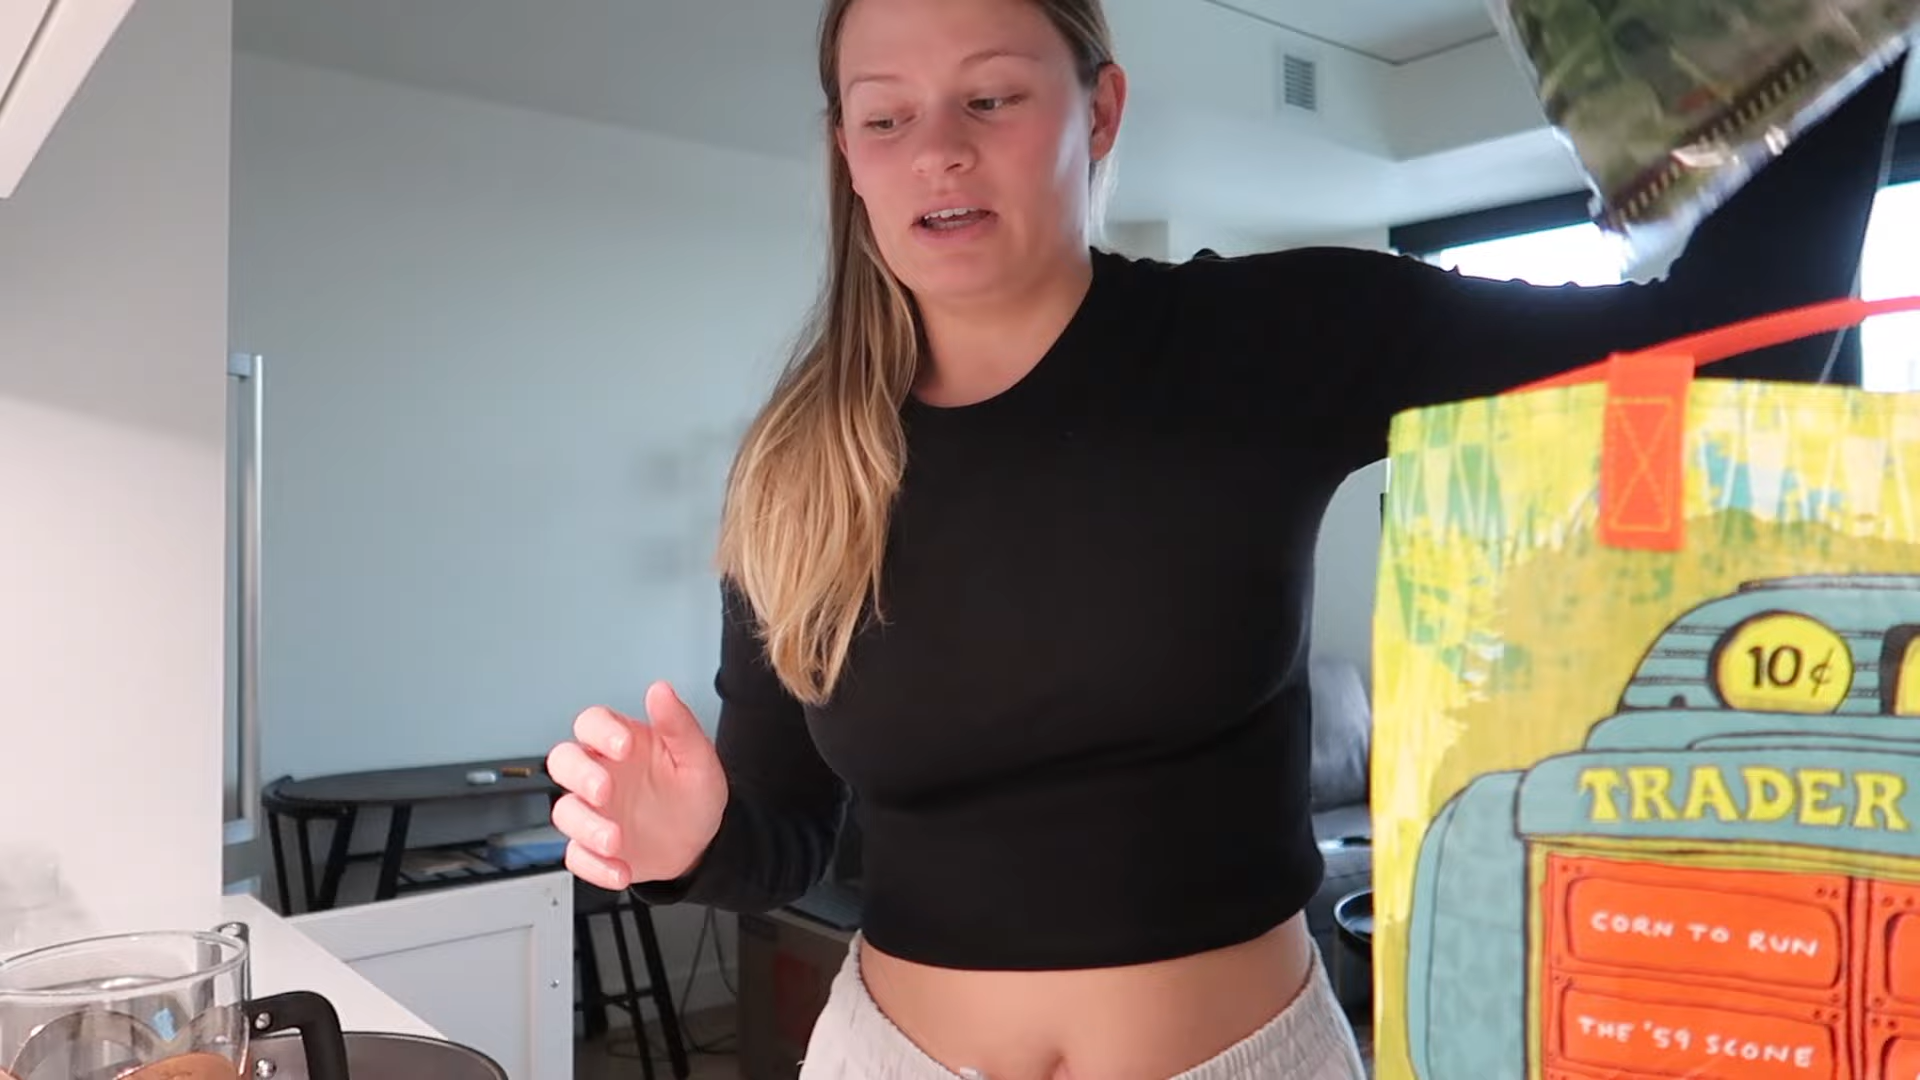 10¢
TRADER
CORN TO RUN
THE '59 SCONE